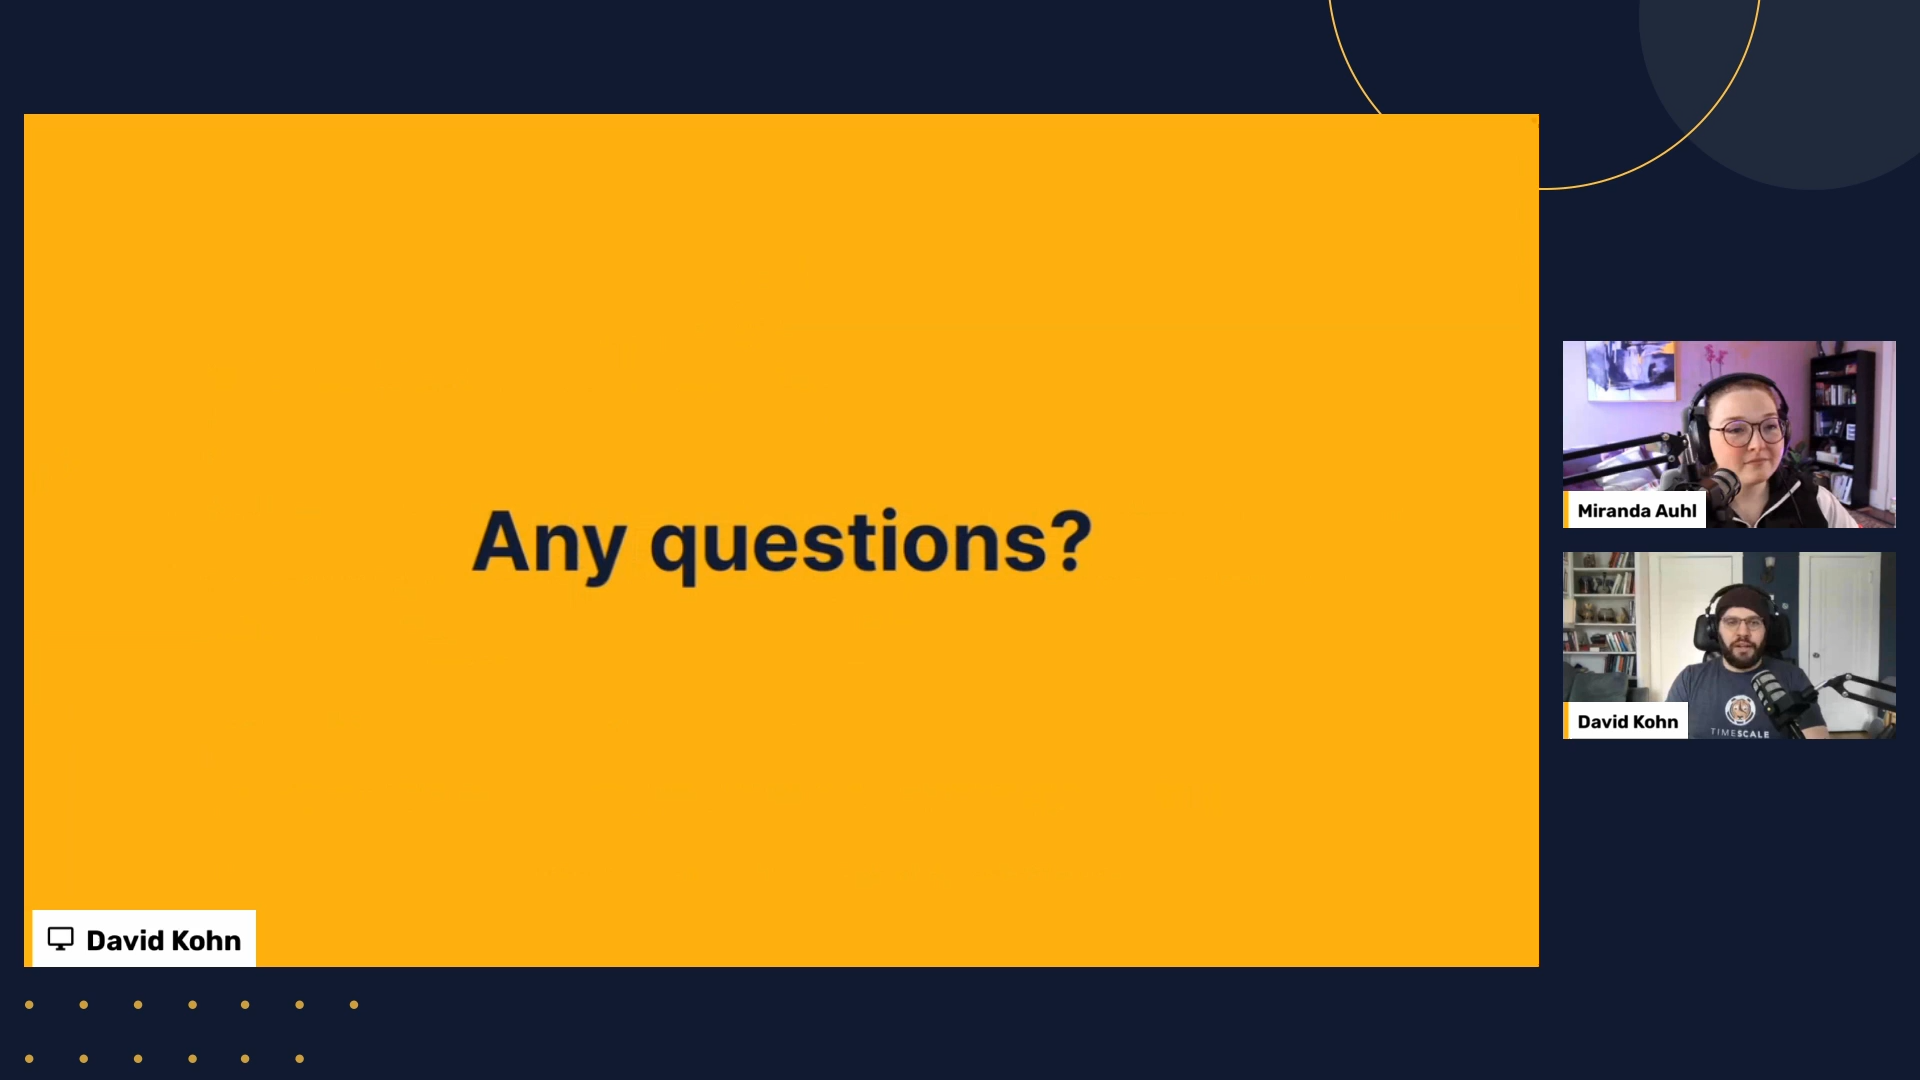 Any questions?
David Kohn
Miranda Auhl
David Kohn
TIMESCALE